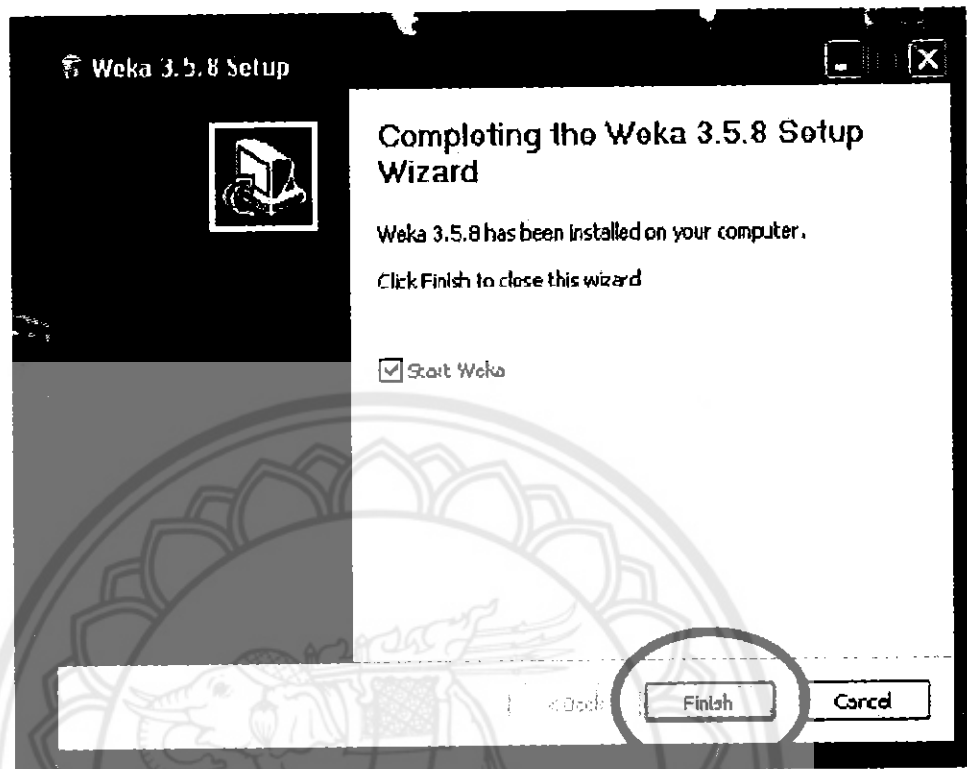 Weka 3.5.8 Setup
Completing the Weka 3.5.8 Setup
Wizard
Weka 3.5.8 has been installed on your computer.
Click Finish to close this wizard
Start Weka
< Back
Finish
Cancel